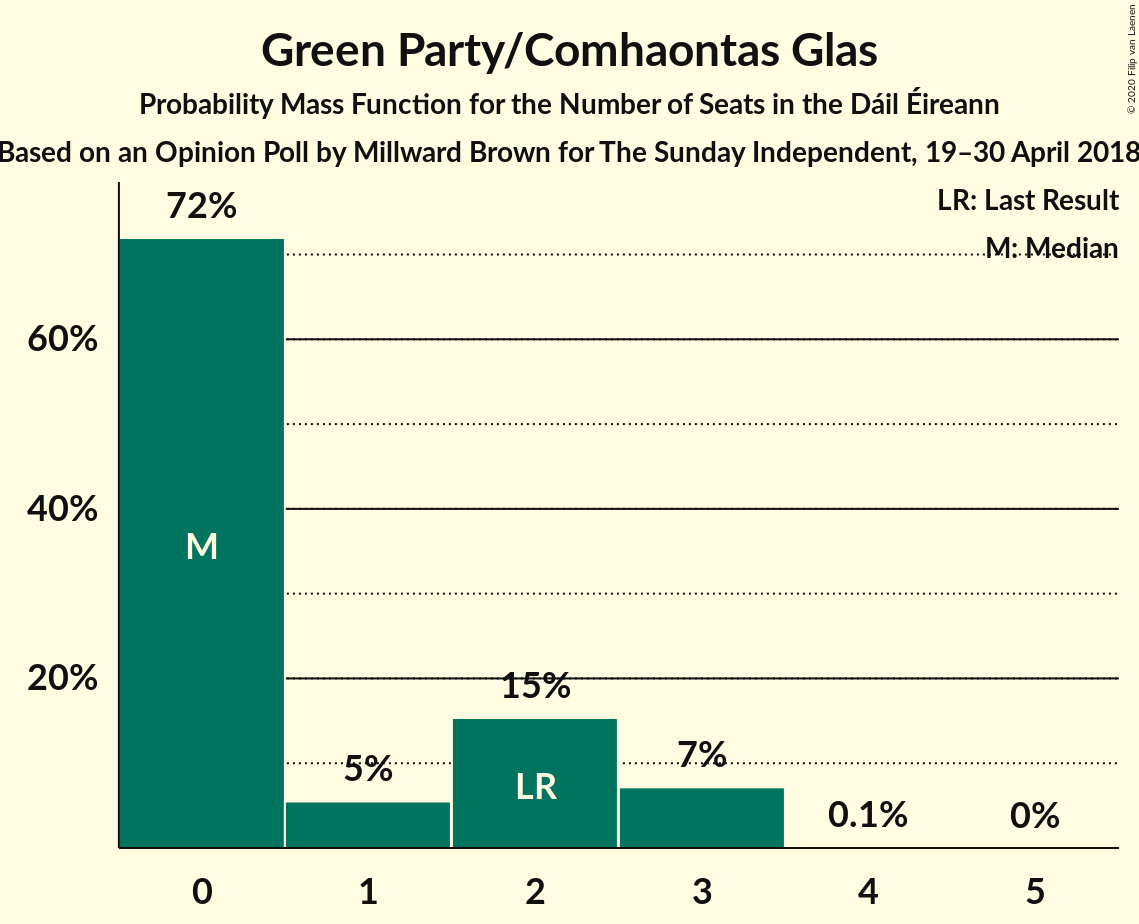 Green Party/Comhaontas Glas
Probability Mass Function for the Number of Seats in the Dáil Éireann
Based on an Opinion Poll by Millward Brown for The Sunday Independent, 19–30 April 2018
© 2020 Filip van Laenen
LR: Last Result
M: Median
72%
60%
40%
20%
M
5%
15%
LR
7%
0.1%
0%
0 1 2 3 4 5